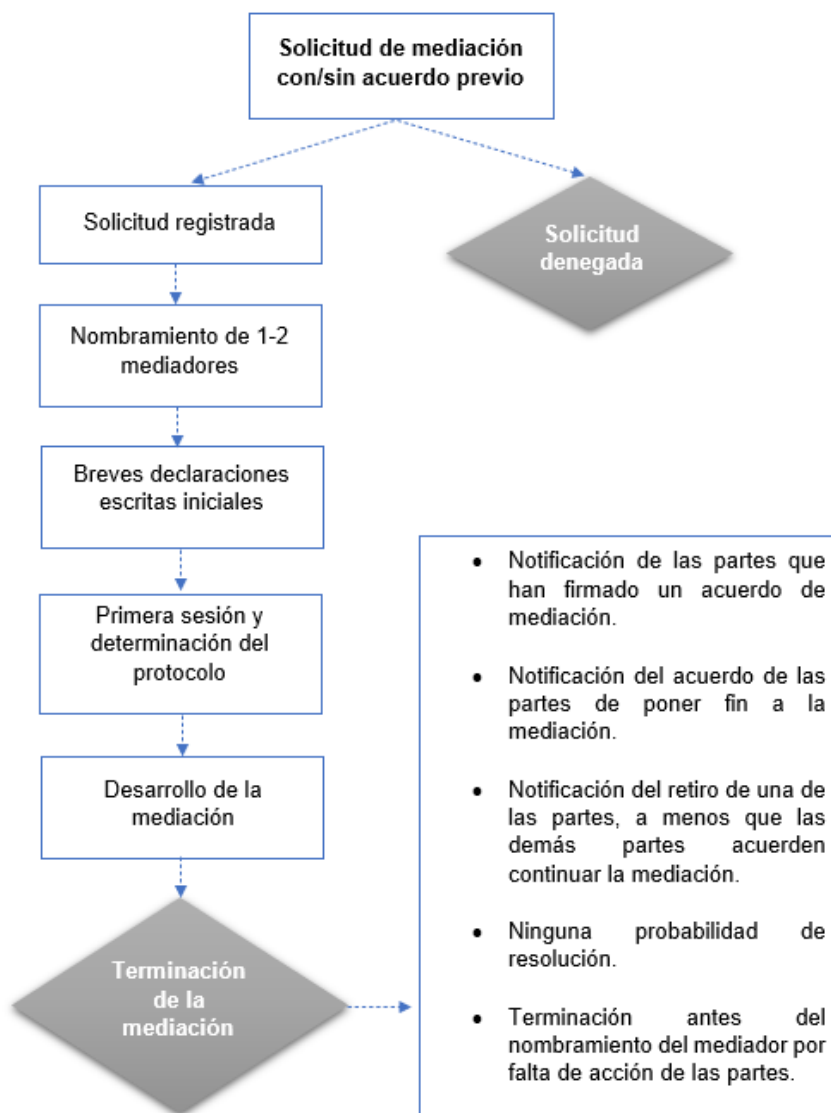 Solicitud de mediación
con/sin acuerdo previo
Solicitud registrada
Solicitud
denegada
Nombramiento de 1-2
mediadores
Breves declaraciones
escritas iniciales
Primera sesión y
determinación del
protocolo
Desarrollo de la
mediación
Terminación
de la
mediación
• Notificación de las partes que
han firmado un acuerdo de
mediación.
• Notificación del acuerdo de las
partes de poner fin a la
mediación.
• Notificación del retiro de una de
las partes, a menos que las
demás partes acuerden
continuar la mediación.
• Ninguna probabilidad de
resolución.
• Terminación antes del
nombramiento del mediador por
falta de acción de las partes.